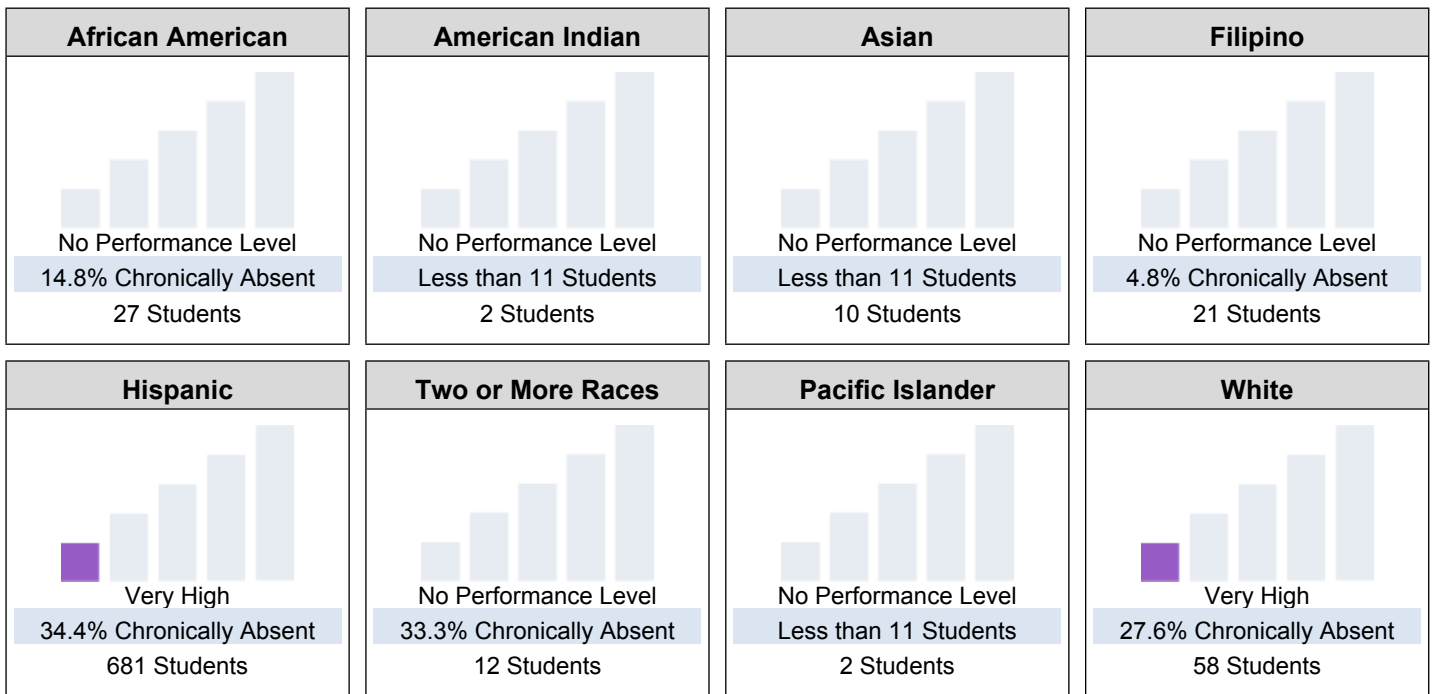 African American
No Performance Level
14.8% Chronically Absent
27 Students
American Indian
No Performance Level
Less than 11 Students
2 Students
Asian
No Performance Level
Less than 11 Students
10 Students
Filipino
No Performance Level
4.8% Chronically Absent
21 Students
Hispanic
Very High
34.4% Chronically Absent
681 Students
Two or More Races
No Performance Level
33.3% Chronically Absent
12 Students
Pacific Islander
No Performance Level
Less than 11 Students
2 Students
White
Very High
27.6% Chronically Absent
58 Students